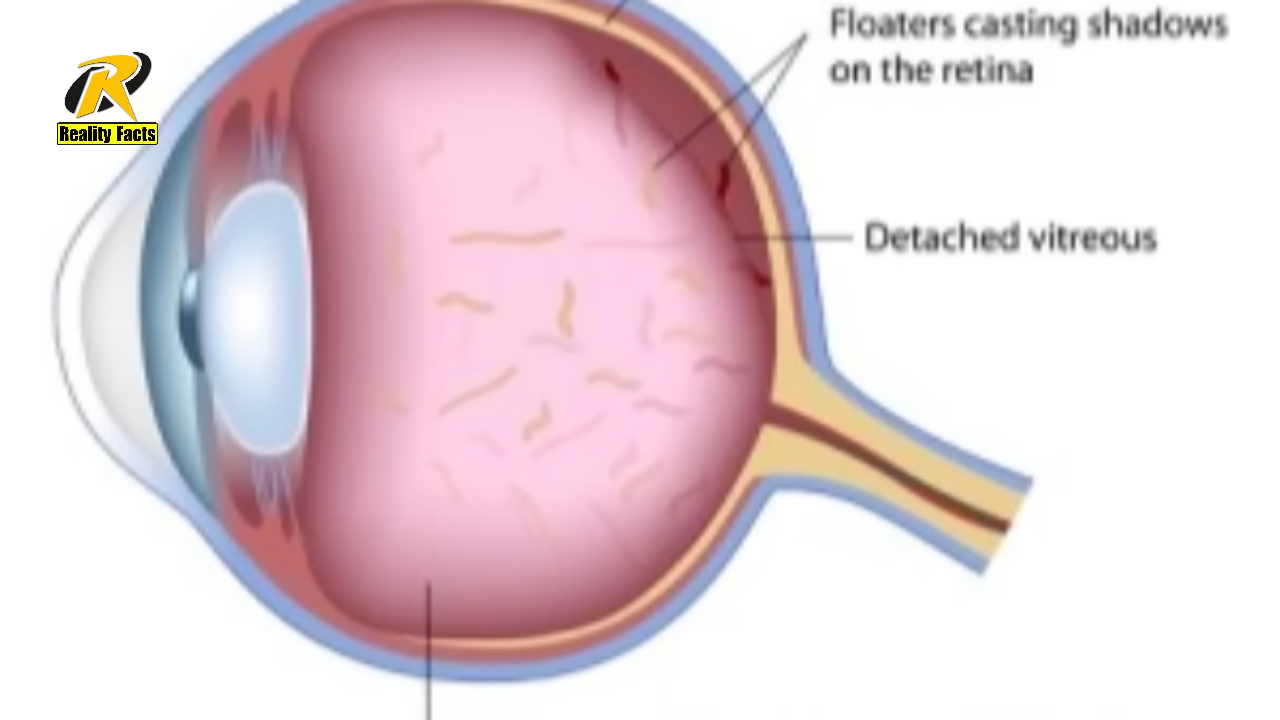 Floaters casting shadows
on the retina
R
Reality Facts
Detached vitreous